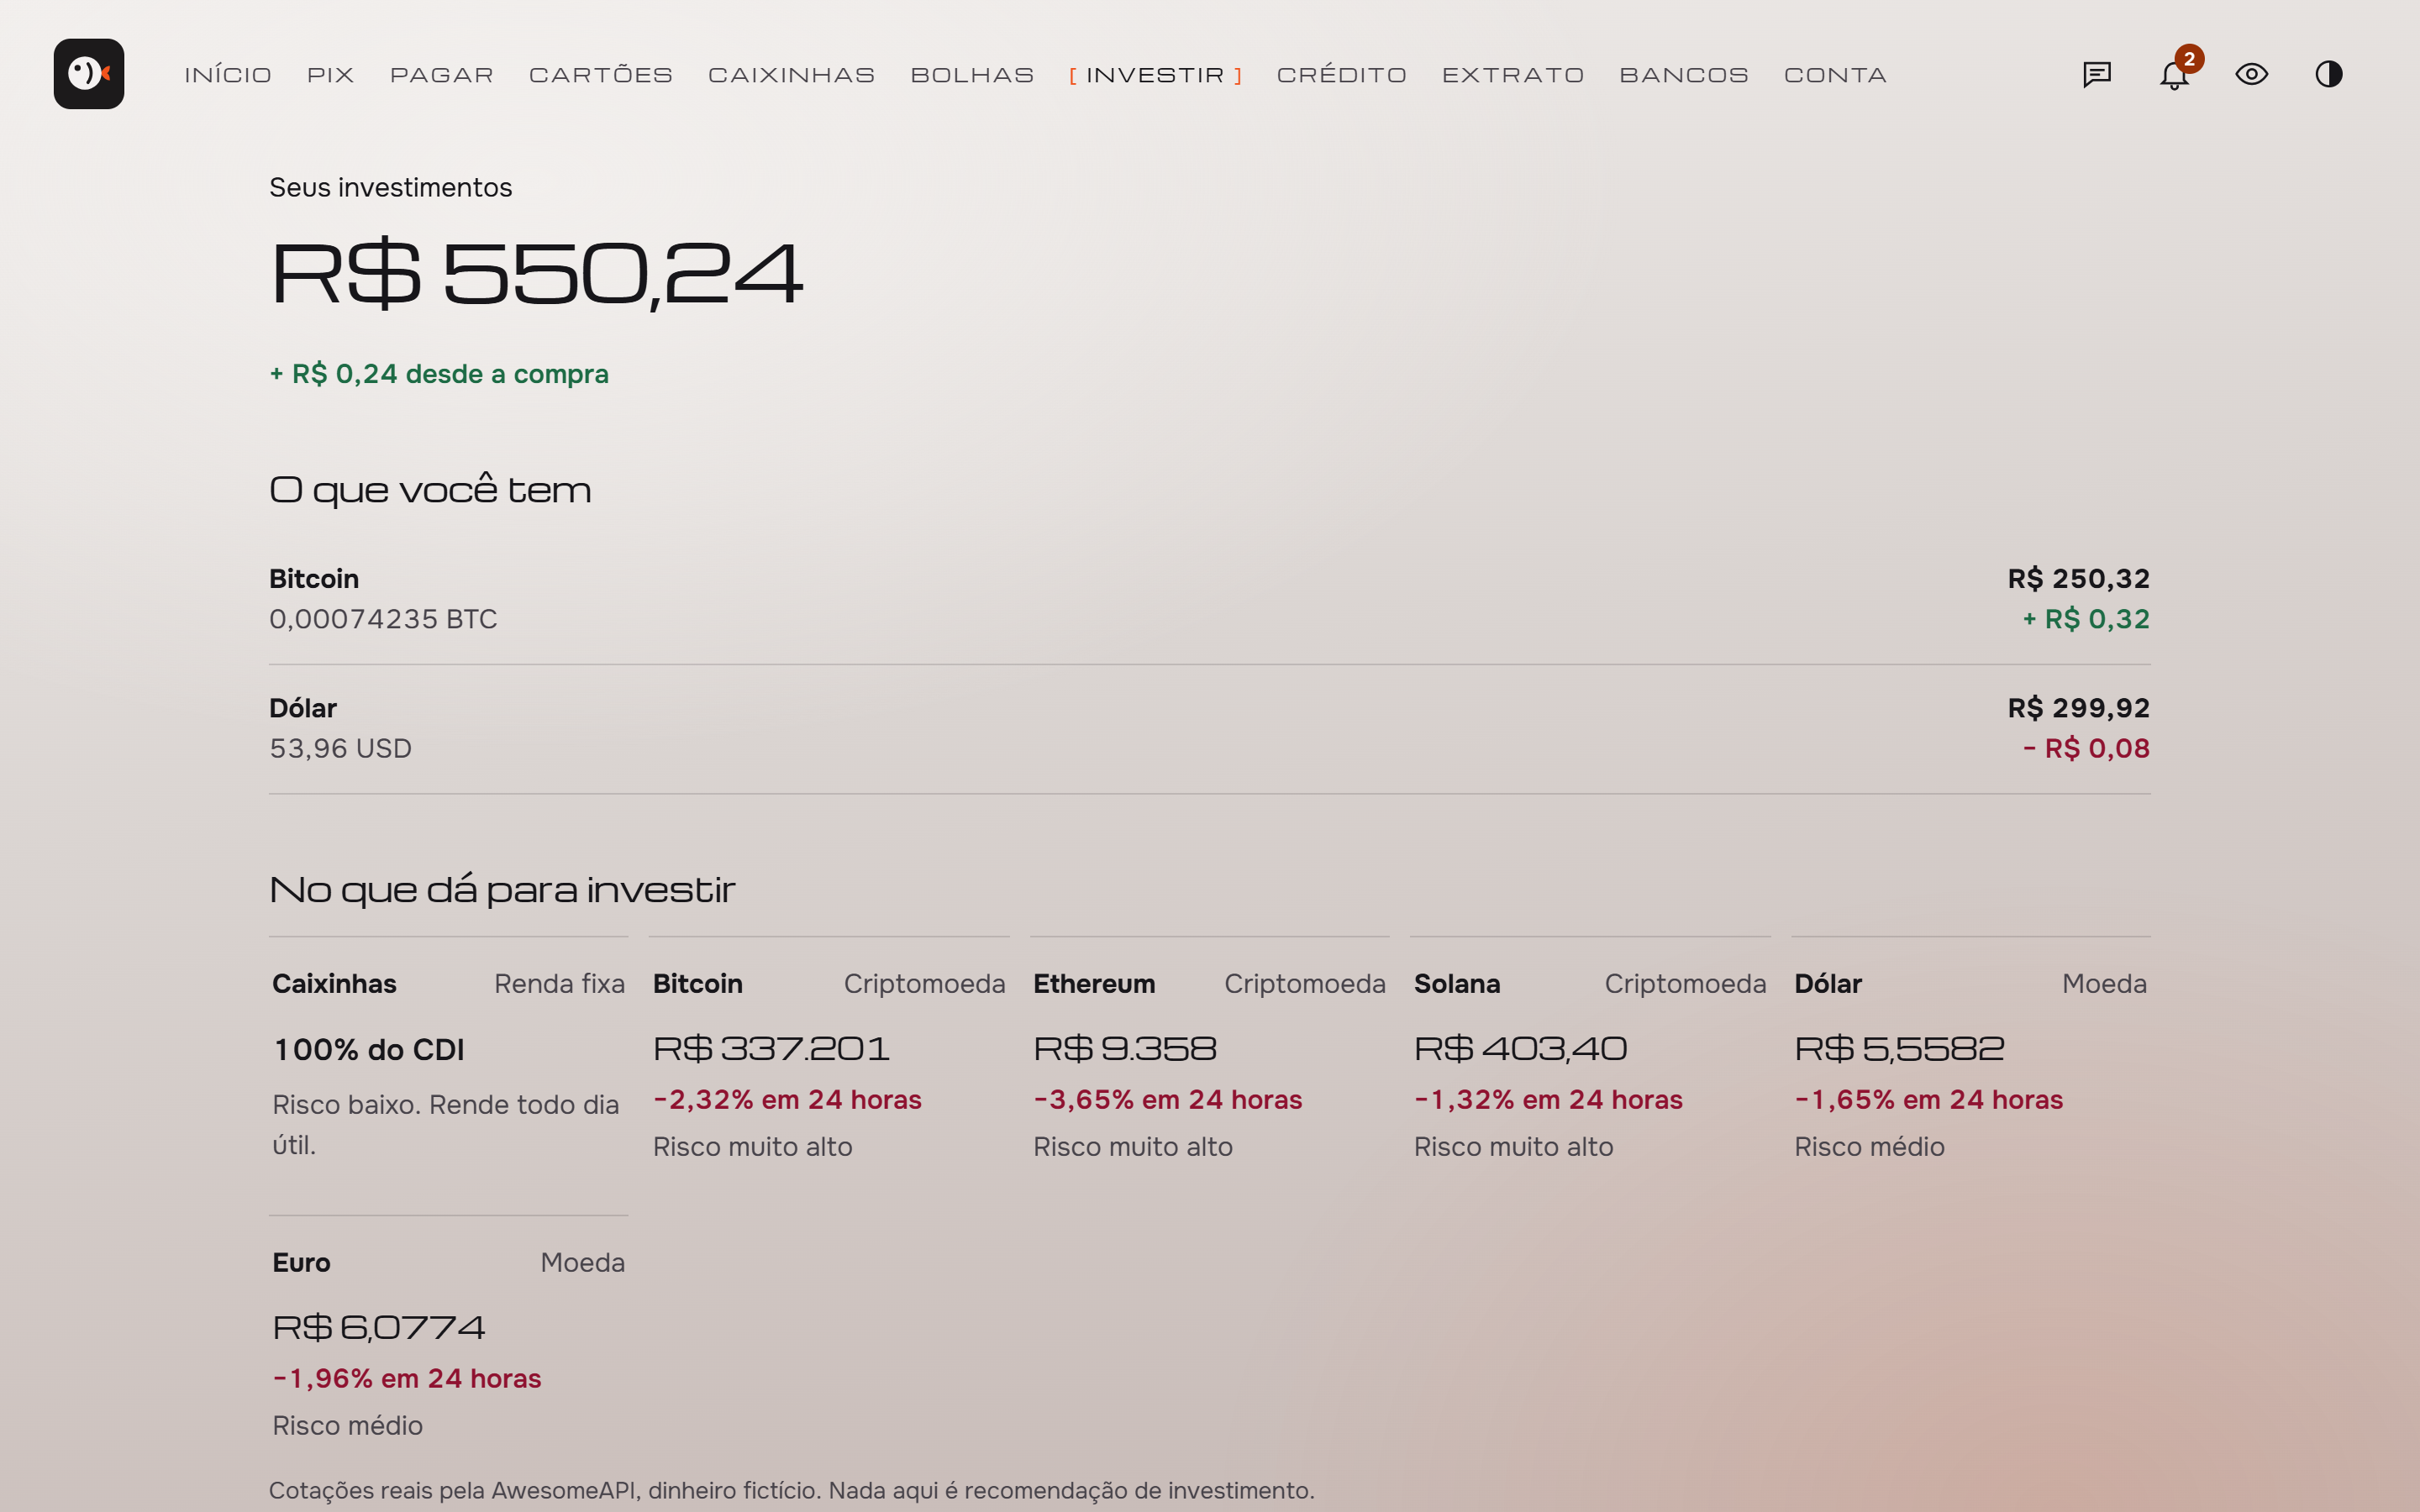 INÍCIO PIX PAGAR CARTÕES CAIXINHAS BOLHAS [ INVESTIR ] CRÉDITO EXTRATO BANCOS CONTA 2
Seus investimentos
R$ 550,24
+ R$ 0,24 desde a compra
O que você tem
Bitcoin R$ 250,32
0,00074235 BTC + R$ 0,32
Dólar R$ 299,92
53,96 USD − R$ 0,08
No que dá para investir
Caixinhas Renda fixa
100% do CDI
Risco baixo. Rende todo dia
útil.
Bitcoin Criptomoeda
R$ 337.201
−2,32% em 24 horas
Risco muito alto
Ethereum Criptomoeda
R$ 9.358
−3,65% em 24 horas
Risco muito alto
Solana Criptomoeda
R$ 403,40
−1,32% em 24 horas
Risco muito alto
Dólar Moeda
R$ 5,5582
−1,65% em 24 horas
Risco médio
Euro Moeda
R$ 6,0774
−1,96% em 24 horas
Risco médio
Cotações reais pela AwesomeAPI, dinheiro fictício. Nada aqui é recomendação de investimento.